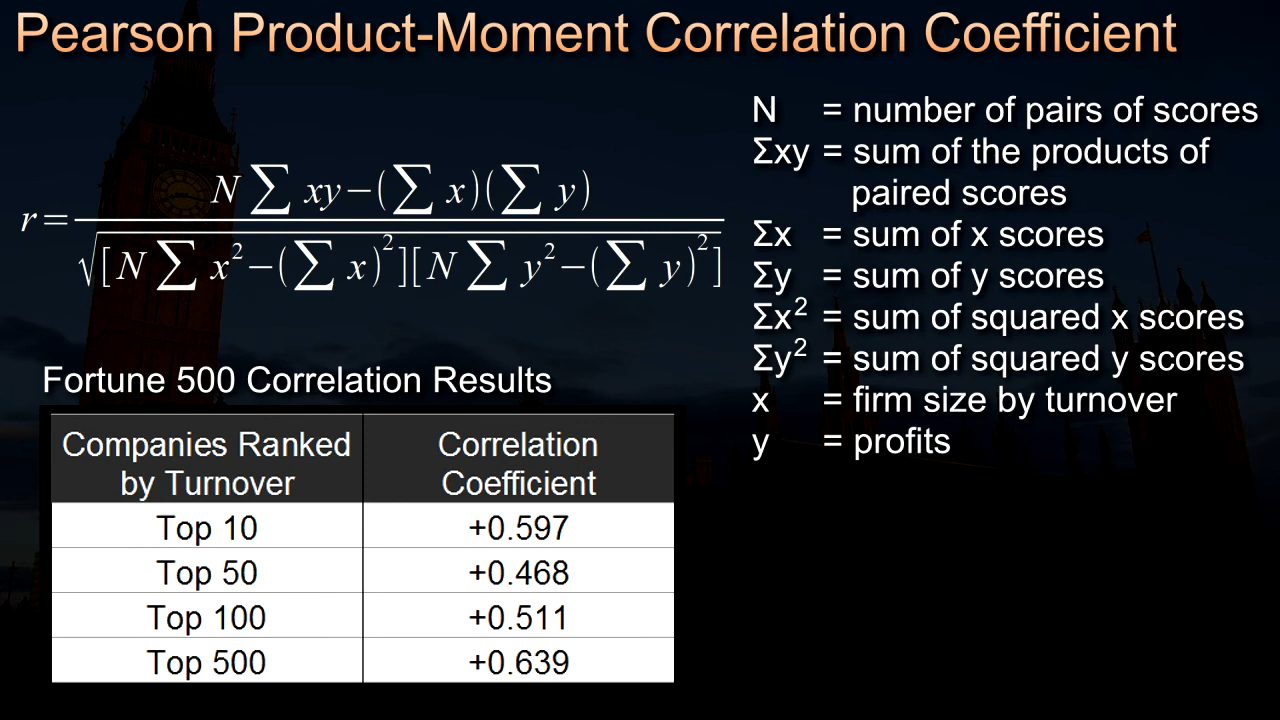 Pearson Product-Moment Correlation Coefficient
r = \frac{N ∑ xy − (∑ x)(∑ y)}{\sqrt{[N ∑ x² − (∑ x)²][N ∑ y² − (∑ y)²]}}
N = number of pairs of scores
Σxy = sum of the products of
paired scores
Σx = sum of x scores
Σy = sum of y scores
Σx² = sum of squared x scores
Σy² = sum of squared y scores
x = firm size by turnover
y = profits
Fortune 500 Correlation Results
Companies Ranked by Turnover | Correlation Coefficient
Top 10 | +0.597
Top 50 | +0.468
Top 100 | +0.511
Top 500 | +0.639